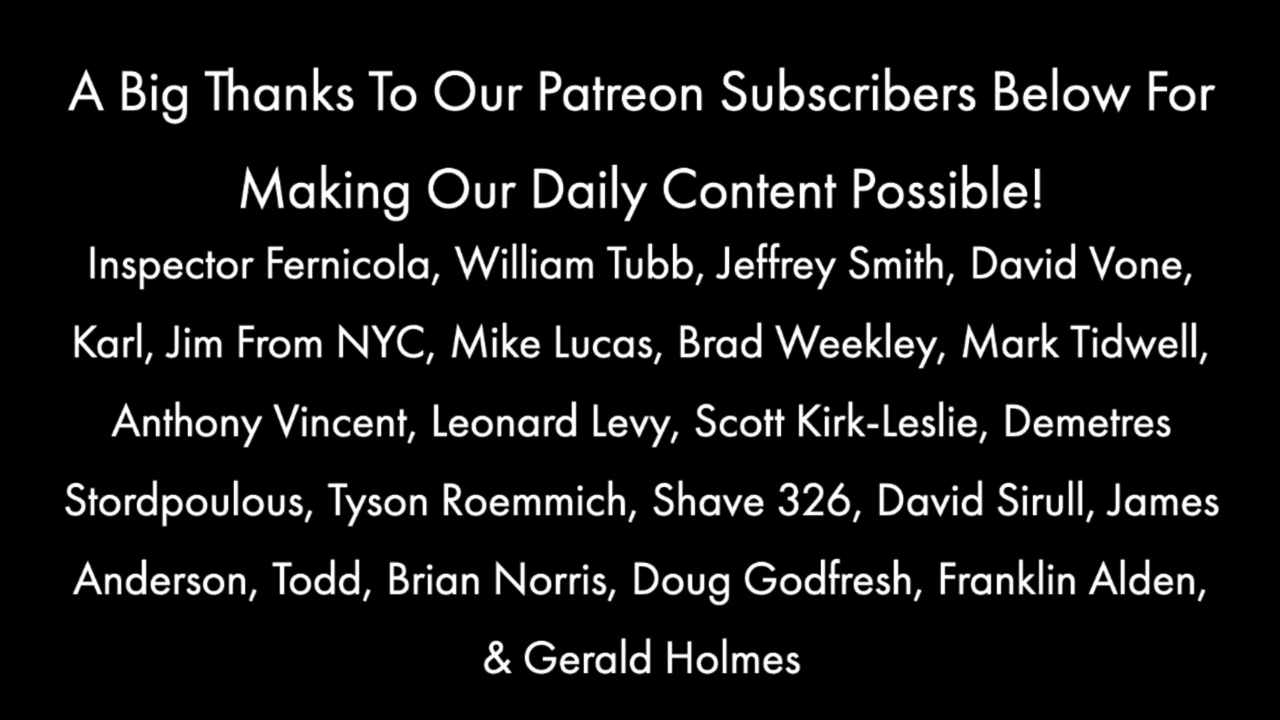 A Big Thanks To Our Patreon Subscribers Below For
Making Our Daily Content Possible!
Inspector Fernicola, William Tubb, Jeffrey Smith, David Vone,
Karl, Jim From NYC, Mike Lucas, Brad Weekley, Mark Tidwell,
Anthony Vincent, Leonard Levy, Scott Kirk-Leslie, Demetres
Stordpoulous, Tyson Roemmich, Shave 326, David Sirull, James
Anderson, Todd, Brian Norris, Doug Godfresh, Franklin Alden,
& Gerald Holmes